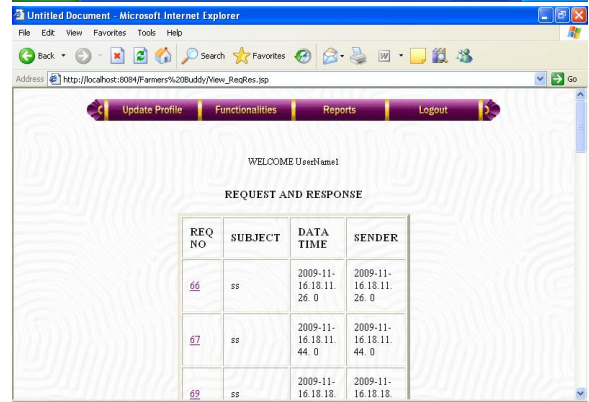 Untitled Document - Microsoft Internet Explorer
File Edit View Favorites Tools Help
Back Search Favorites
Address http://localhost:8084/Farmers%20Buddy/View_ReqRes.jsp Go
Update Profile Functionalities Reports Logout
WELCOME UserName1
REQUEST AND RESPONSE
REQ NO SUBJECT DATA TIME SENDER
66 ss 2009-11-16.18.11.26. 0 2009-11-16.18.11.26. 0
67 ss 2009-11-16.18.11.44. 0 2009-11-16.18.11.44. 0
69 ss 2009-11-16.18.18. 2009-11-16.18.18.